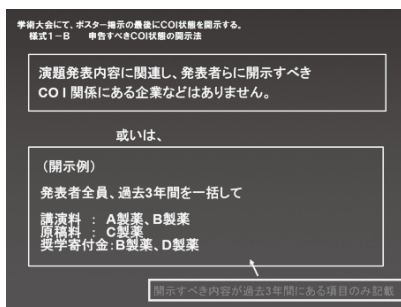 学術大会にて、ポスター掲示の最後にCOI状態を開示する。
様式1－B　申告すべきCOI状態の開示法
演題発表内容に関連し、発表者らに開示すべき
CO I 関係にある企業などはありません。
或いは、
（開示例）
発表者全員、過去3年間を一括して
講演料 ： A製薬、B製薬
原稿料 ： C製薬
奨学寄付金：B製薬、D製薬
開示すべき内容が過去3年間にある項目のみ記載